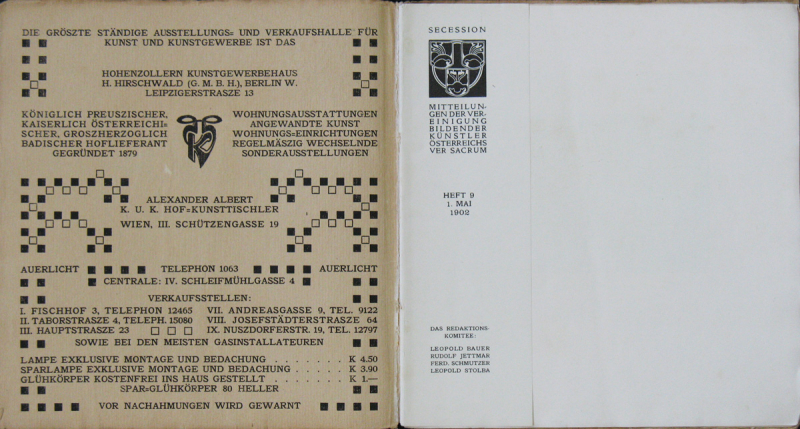 DIE GRÖSZTE STÄNDIGE AUSSTELLUNGS= UND VERKAUFSHALLE FÜR
KUNST UND KUNSTGEWERBE IST DAS
HOHENZOLLERN KUNSTGEWERBEHAUS
H. HIRSCHWALD (G. M. B. H.), BERLIN W.
LEIPZIGERSTRASZE 13
KÖNIGLICH PREUSZISCHER,
KAISERLICH ÖSTERREICHI=
SCHER, GROSZHERZOGLICH
BADISCHER HOFLIEFERANT
GEGRÜNDET 1879
WOHNUNGSAUSSTATTUNGEN
ANGEWANDTE KUNST
WOHNUNGS=EINRICHTUNGEN
REGELMÄSZIG WECHSELNDE
SONDERAUSSTELLUNGEN
ALEXANDER ALBERT
K. U. K. HOF=KUNSTTISCHLER
WIEN, III. SCHÜTZENGASSE 19
AUERLICHT TELEPHON 1063 AUERLICHT
CENTRALE: IV. SCHLEIFMÜHLGASSE 4
VERKAUFSSTELLEN:
I. FISCHHOF 3, TELEPHON 12465 VII. ANDREASGASSE 9, TEL. 9122
II. TABORSTRASZE 4, TELEPH. 15080 VIII. JOSEFSTÄDTERSTRASZE 64
III. HAUPTSTRASZE 23 IX. NUSZDORFERSTR. 19, TEL. 12797
SOWIE BEI DEN MEISTEN GASINSTALLATEUREN
LAMPE EXKLUSIVE MONTAGE UND BEDACHUNG . . . . . . . K 4.50
SPARLAMPE EXKLUSIVE MONTAGE UND BEDACHUNG . . . . . K 3.90
GLÜHKÖRPER KOSTENFREI INS HAUS GESTELLT . . . . . . . K 1.—
SPAR=GLÜHKÖRPER 80 HELLER
VOR NACHAHMUNGEN WIRD GEWARNT
SECESSION
MITTEILUN-
GEN DER VER-
EINIGUNG
BILDENDER
KÜNSTLER
ÖSTERREICHS
VER SACRUM
HEFT 9
1. MAI
1902
DAS REDAKTIONS-
KOMITEE:
LEOPOLD BAUER
RUDOLF JETTMAR
FERD. SCHMUTZER
LEOPOLD STOLBA